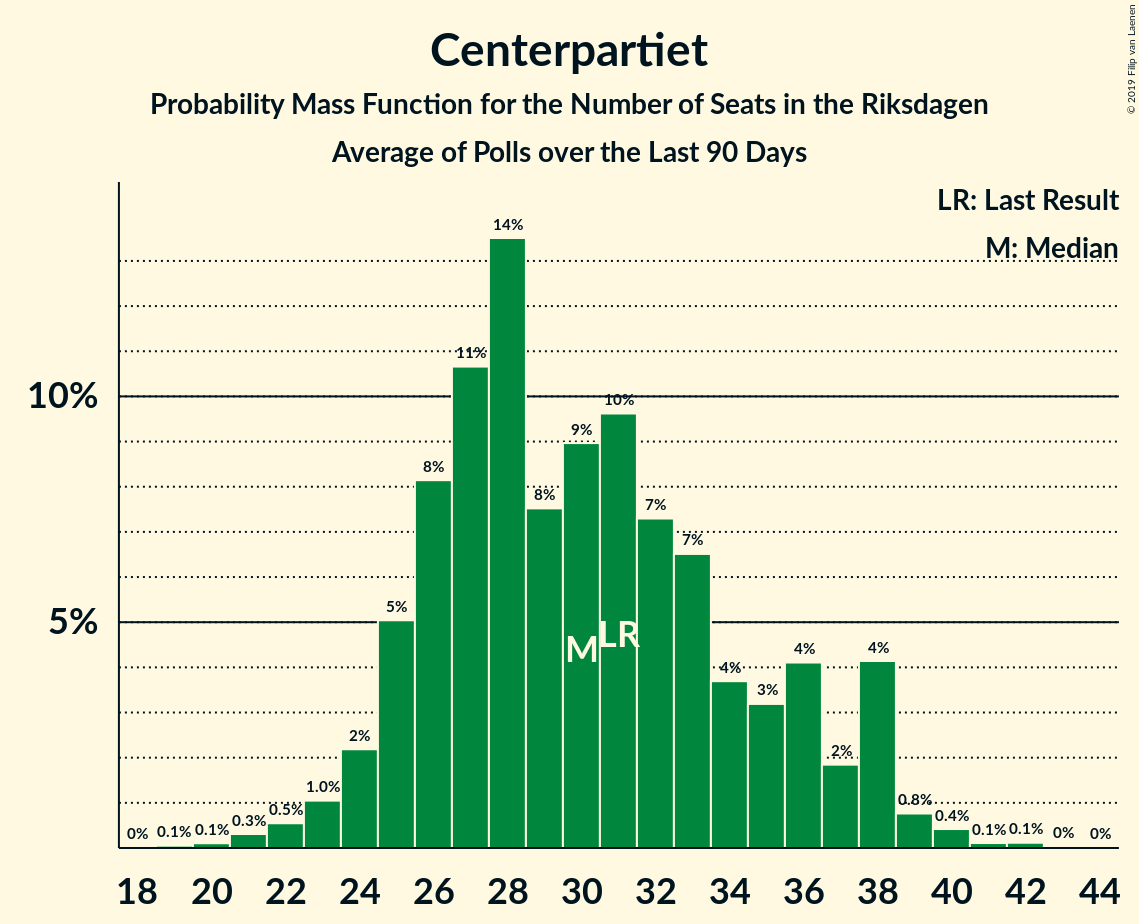 Centerpartiet
Probability Mass Function for the Number of Seats in the Riksdagen
Average of Polls over the Last 90 Days
© 2019 Filip van Laenen
LR: Last Result
M: Median
10%
5%
0% 0.1% 0.1% 0.3% 0.5% 1.0% 2% 5% 8% 11% 14% 8% 9% 10% 7% 7% 4% 3% 4% 2% 4% 0.8% 0.4% 0.1% 0.1% 0% 0%
M LR
18 20 22 24 26 28 30 32 34 36 38 40 42 44